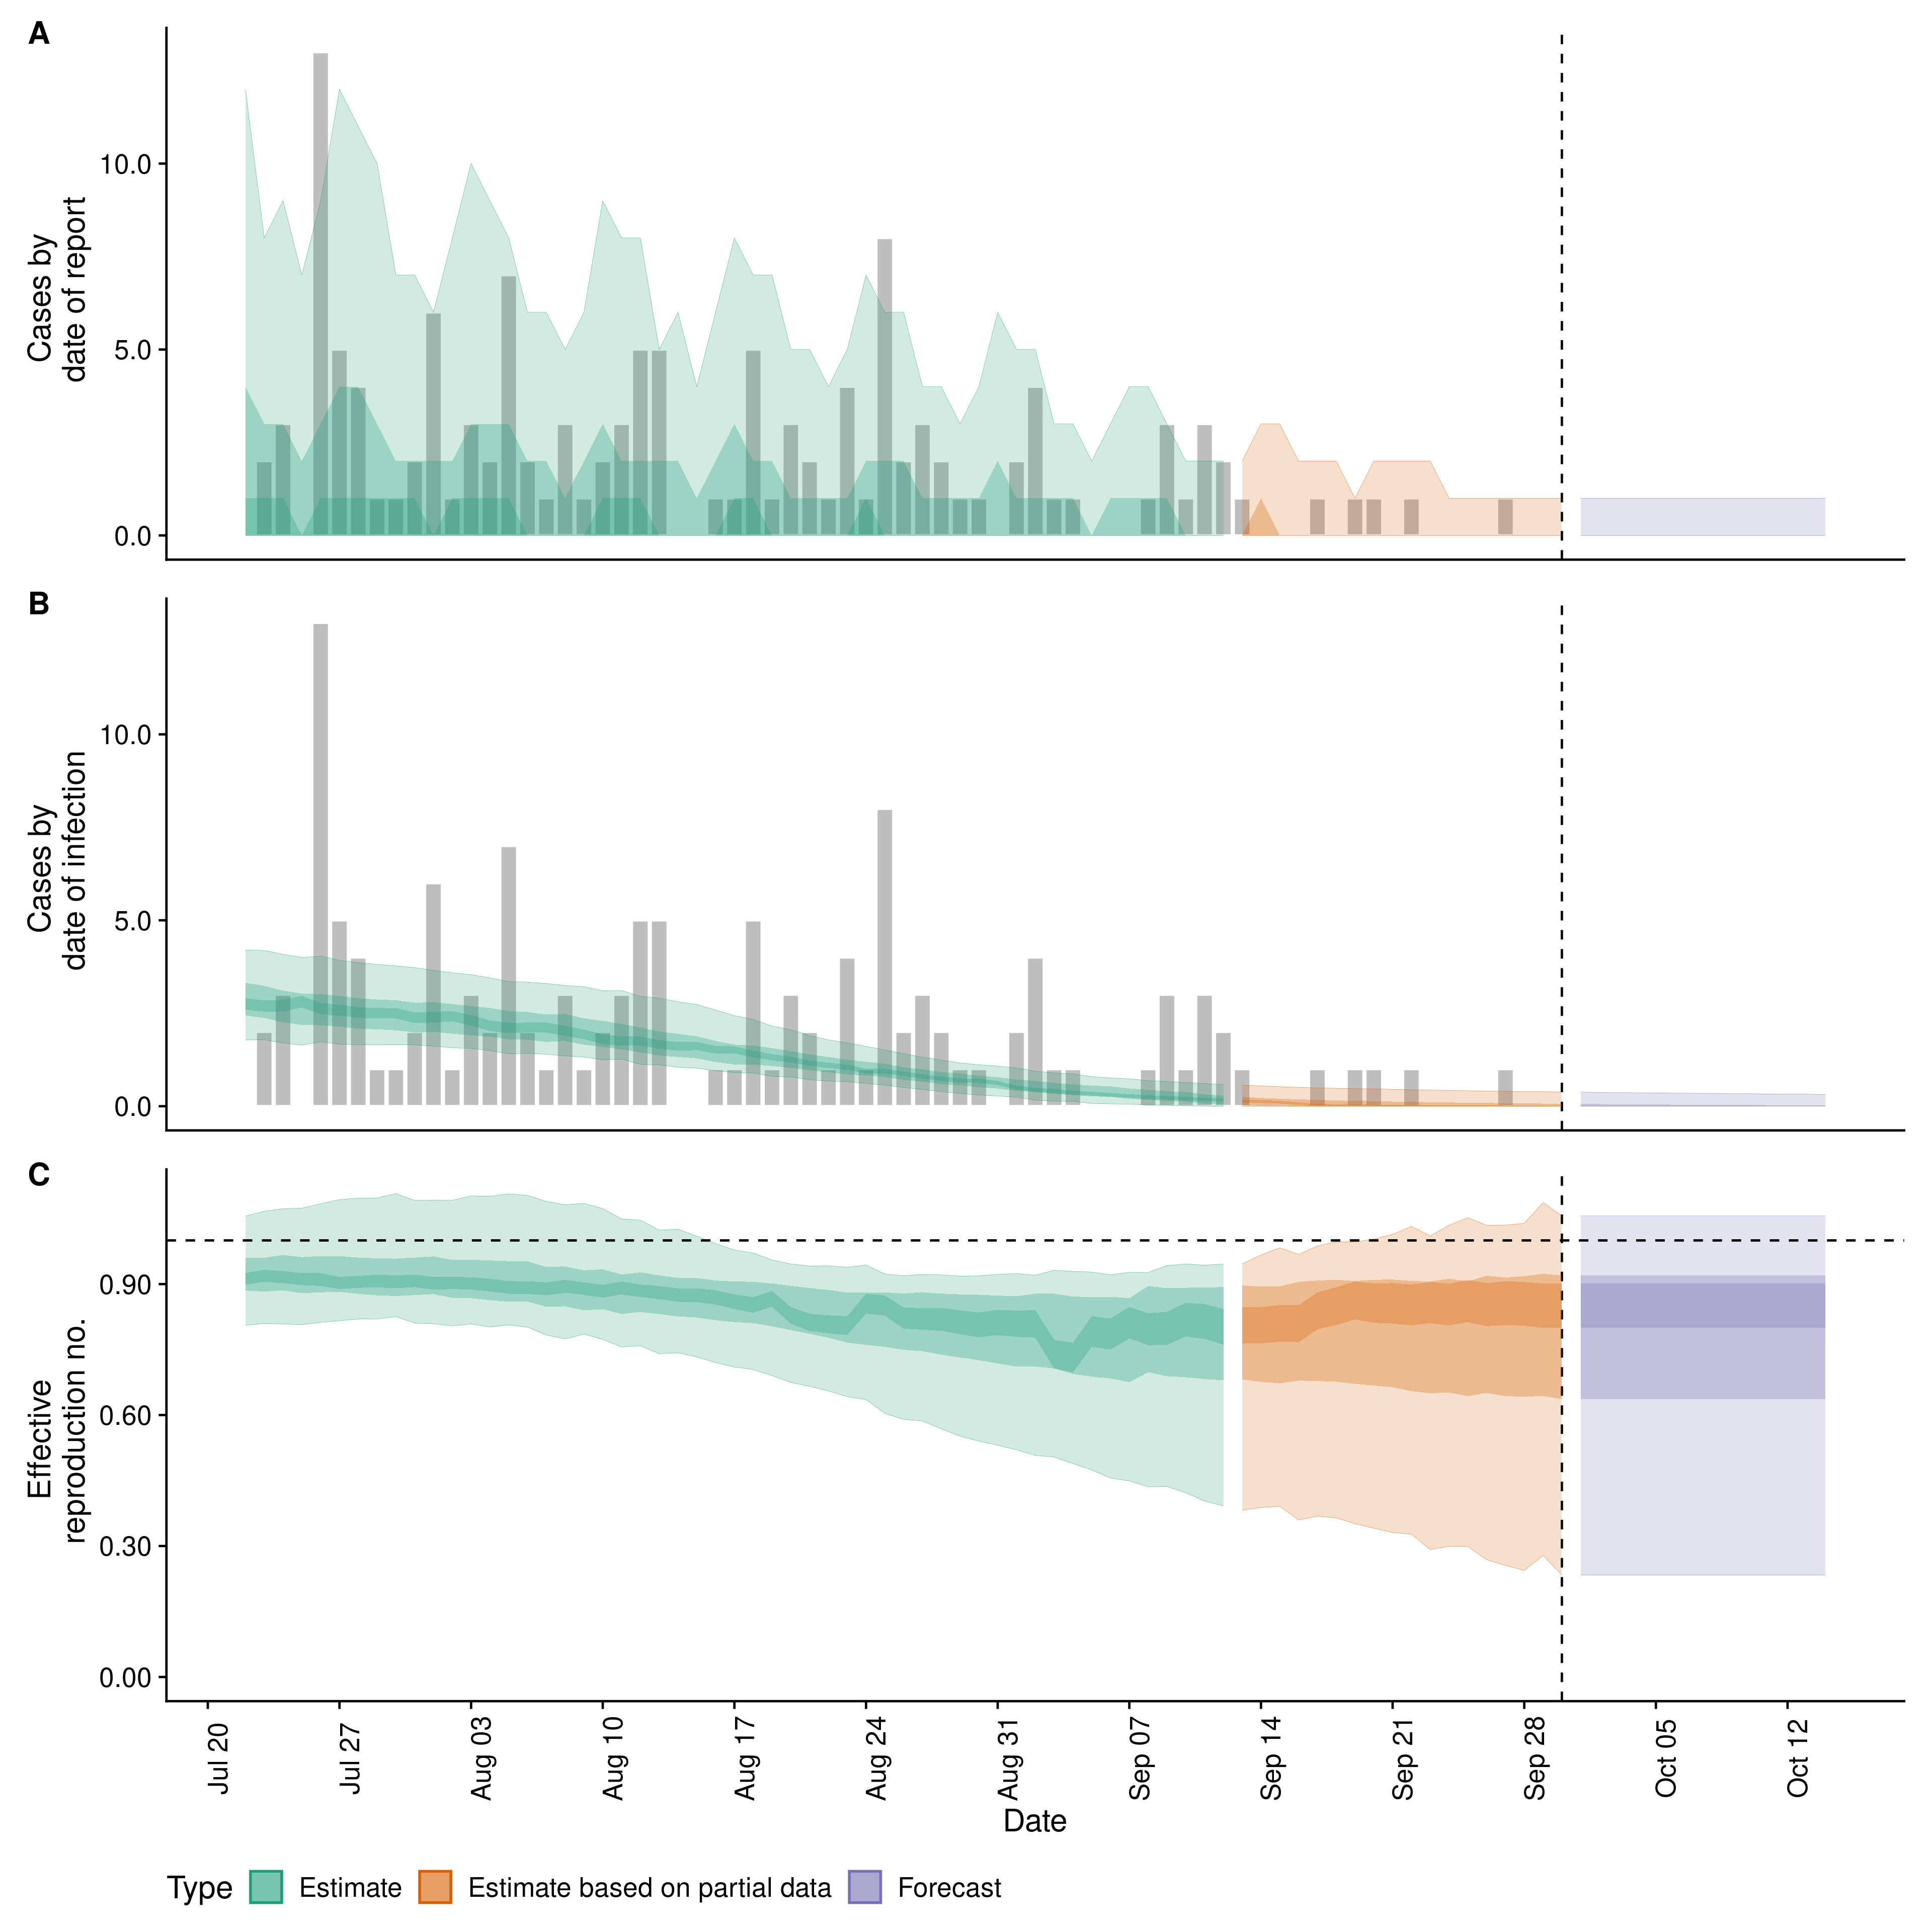 A
Cases by
date of report
10.0
5.0
0.0
B
Cases by
date of infection
10.0
5.0
0.0
C
Effective
reproduction no.
0.90
0.60
0.30
0.00
Jul 20
Jul 27
Aug 03
Aug 10
Aug 17
Aug 24
Aug 31
Sep 07
Sep 14
Sep 21
Sep 28
Oct 05
Oct 12
Date
Type Estimate Estimate based on partial data Forecast